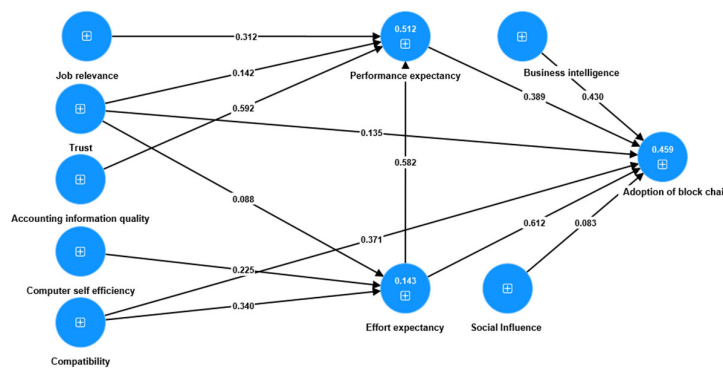 0.512
0.312
Job relevance
Performance expectancy
Business intelligence
0.142
0.389
0.430
0.592
Trust
0.135
0.459
0.582
Adoption of block chain
0.088
Accounting information quality
0.612
0.083
0.371
0.225
Computer self efficiency
0.143
0.340
Effort expectancy
Social Influence
Compatibility